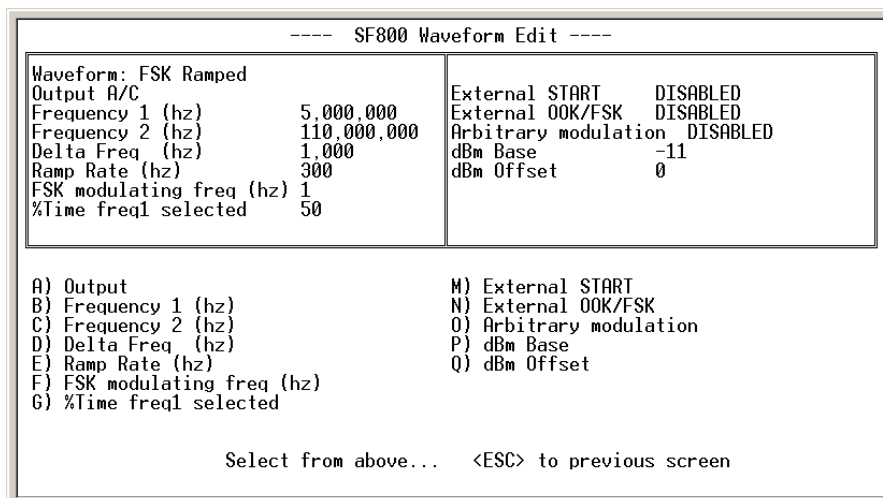 ---- SF800 Waveform Edit ----
Waveform: FSK Ramped
Output A/C
Frequency 1 (hz) 5,000,000
Frequency 2 (hz) 110,000,000
Delta Freq (hz) 1,000
Ramp Rate (hz) 300
FSK modulating freq (hz) 1
%Time freq1 selected 50
External START DISABLED
External OOK/FSK DISABLED
Arbitrary modulation DISABLED
dBm Base -11
dBm Offset 0
A) Output
B) Frequency 1 (hz)
C) Frequency 2 (hz)
D) Delta Freq (hz)
E) Ramp Rate (hz)
F) FSK modulating freq (hz)
G) %Time freq1 selected
M) External START
N) External OOK/FSK
O) Arbitrary modulation
P) dBm Base
Q) dBm Offset
Select from above... <ESC> to previous screen